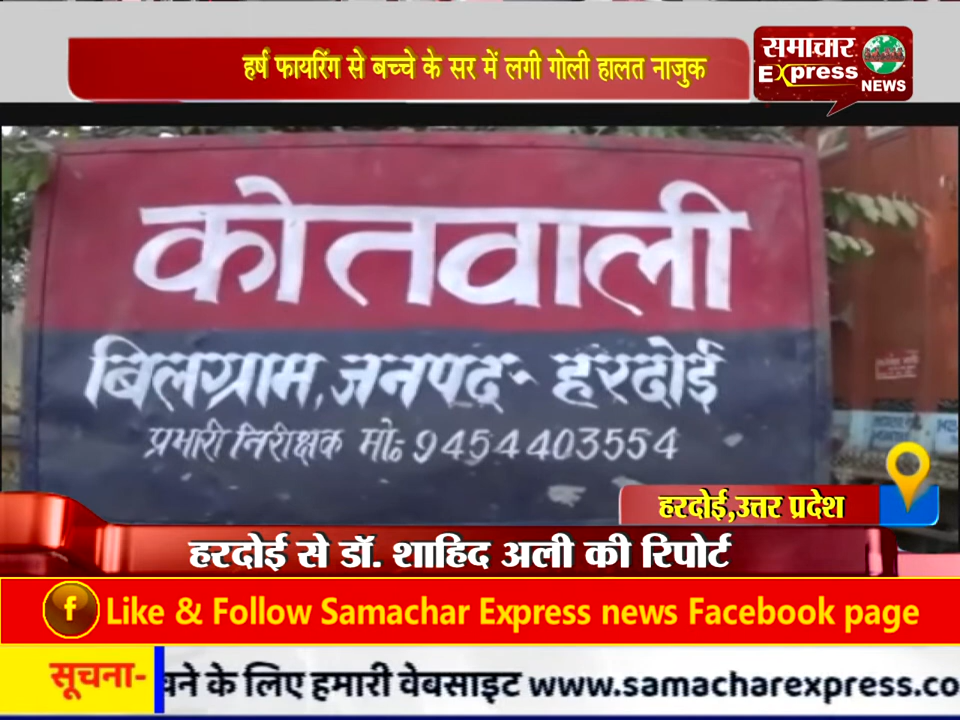 हर्ष फायरिंग से बच्चे के सर में लगी गोली हालत नाजुक
समाचार
Express
NEWS
कोतवाली
बिलग्राम, जनपद- हरदोई
प्रभारी निरीक्षक मो० 9454403554
हरदोई,उत्तर प्रदेश
हरदोई से डॉ. शाहिद अली की रिपोर्ट
f Like & Follow Samachar Express news Facebook page
सूचना- के लिए हमारी वेबसाइट www.samacharexpress.co